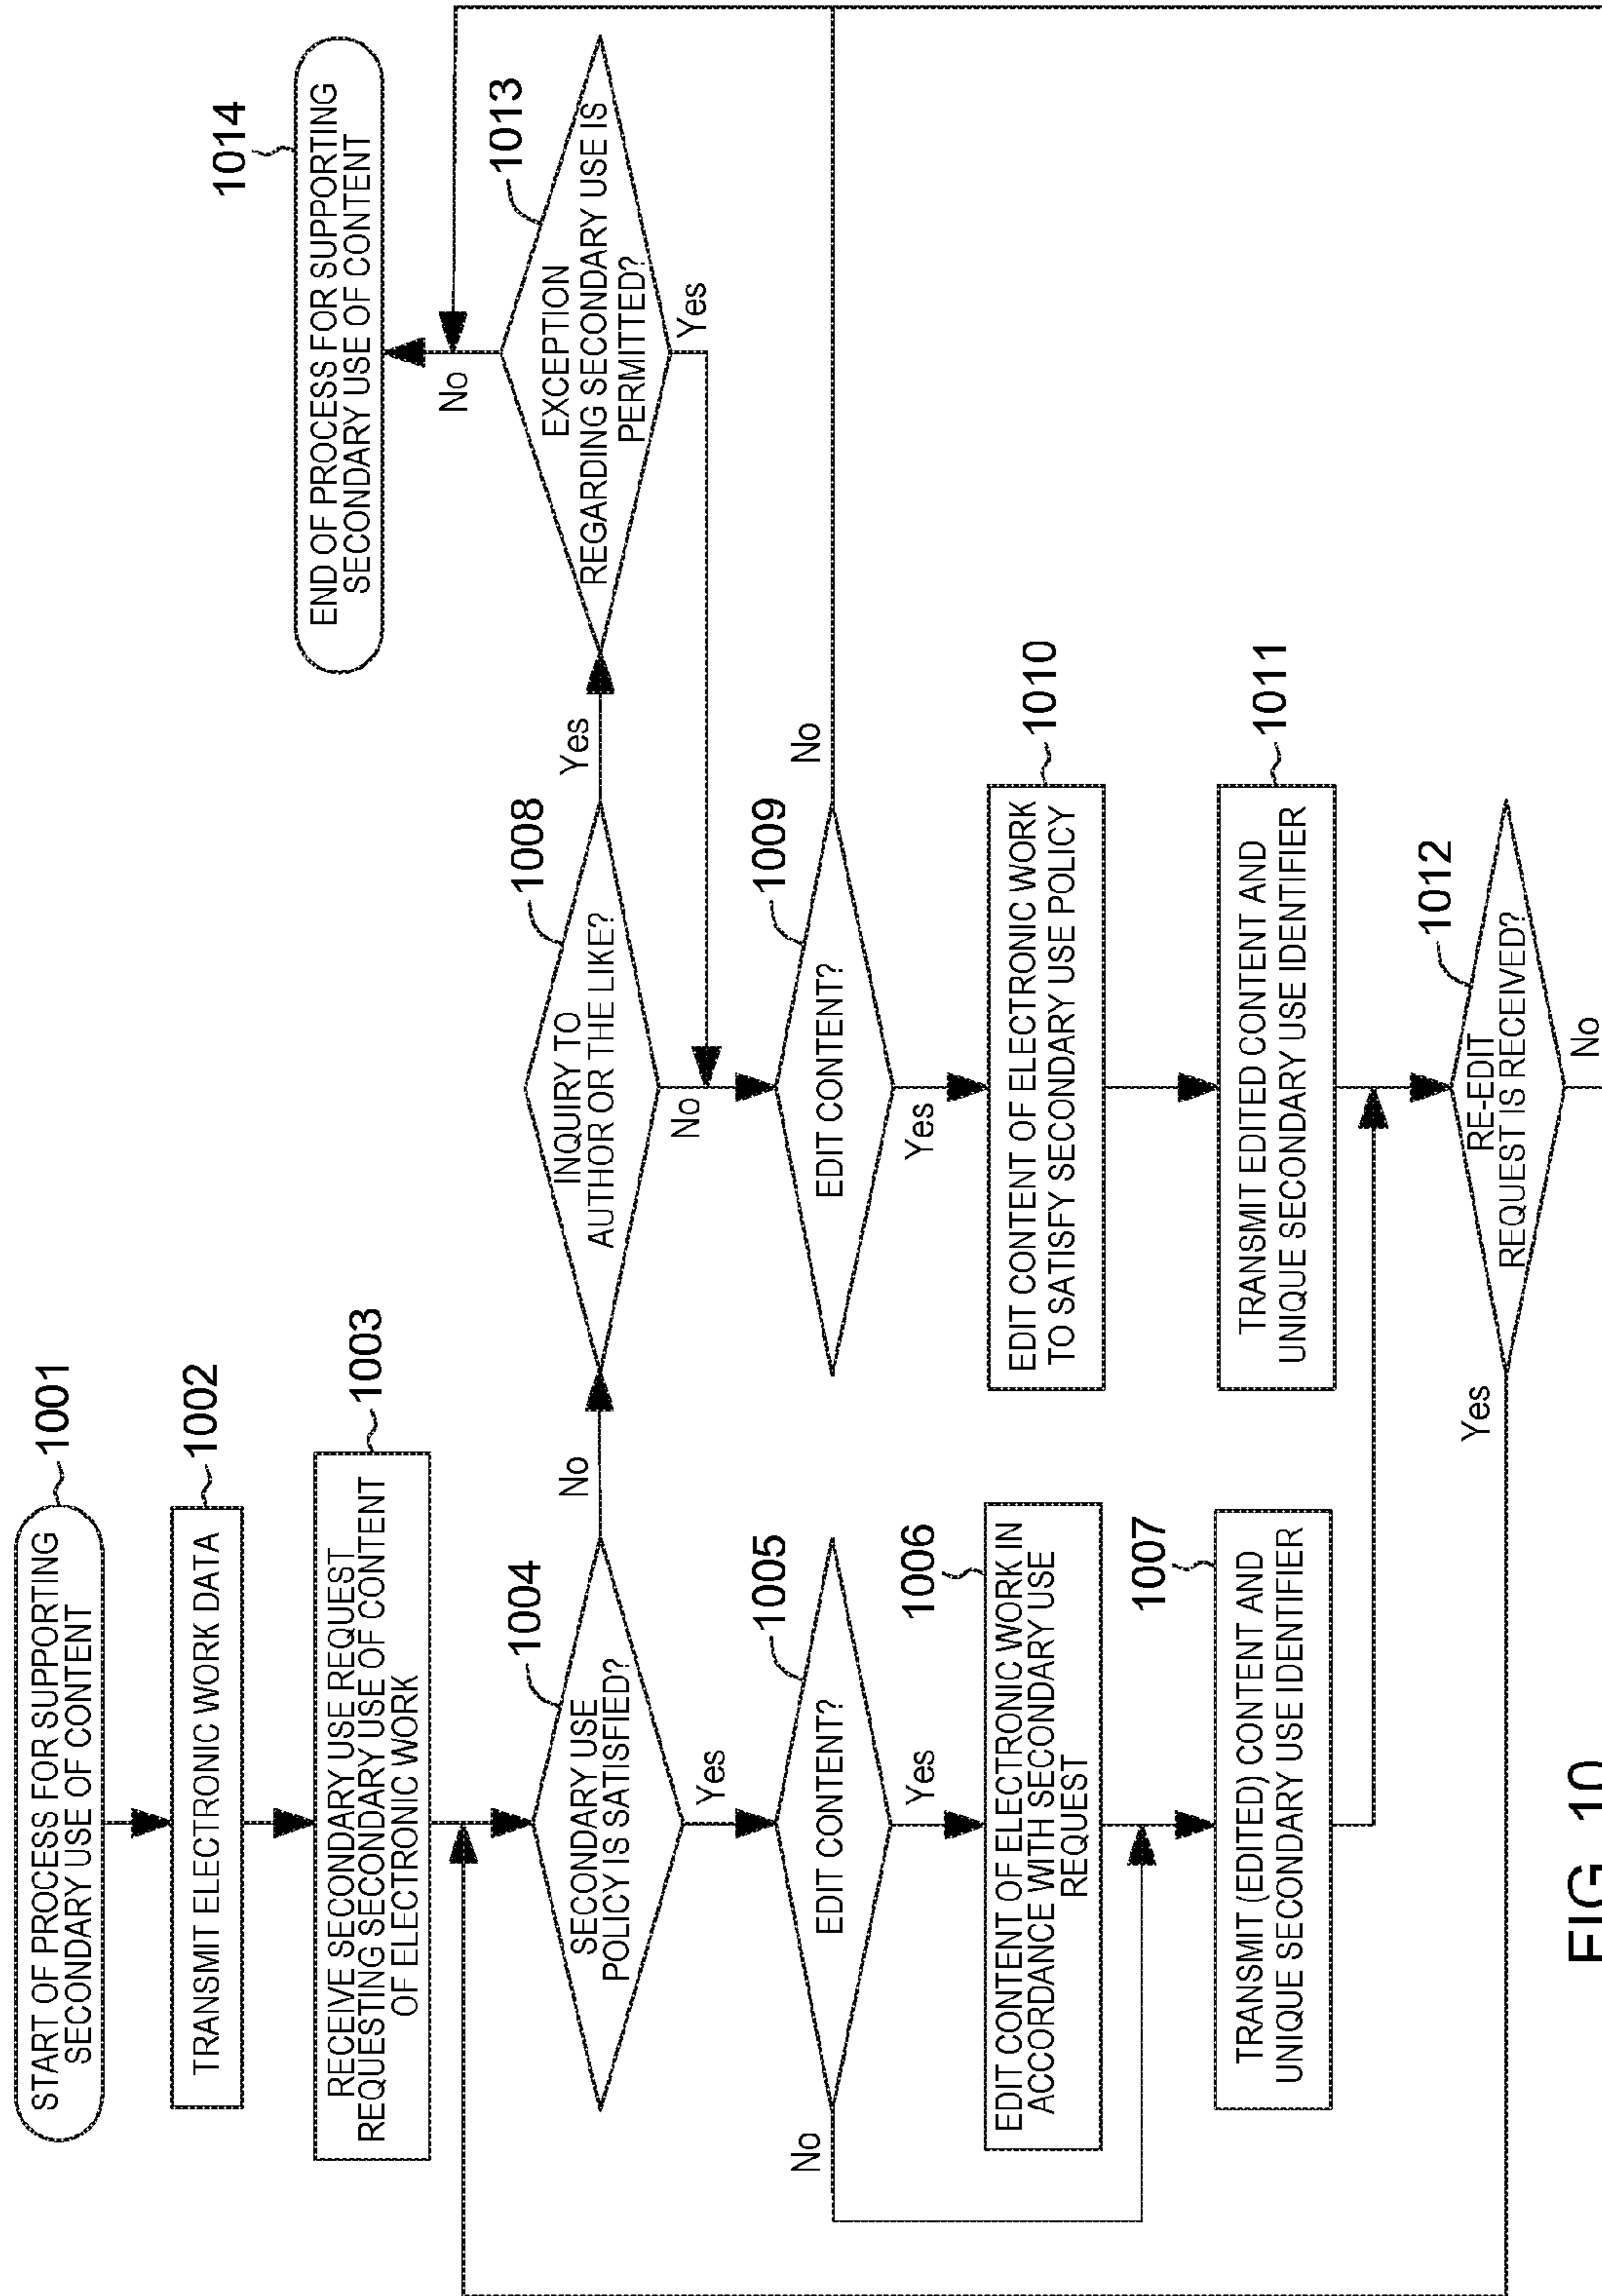 START OF PROCESS FOR SUPPORTING
SECONDARY USE OF CONTENT
1001
TRANSMIT ELECTRONIC WORK DATA
1002
RECEIVE SECONDARY USE REQUEST
REQUESTING SECONDARY USE OF CONTENT
OF ELECTRONIC WORK
1003
SECONDARY USE
POLICY IS SATISFIED?
1004
No
Yes
EDIT CONTENT?
1005
No
Yes
EDIT CONTENT OF ELECTRONIC WORK IN
ACCORDANCE WITH SECONDARY USE
REQUEST
1006
TRANSMIT (EDITED) CONTENT AND
UNIQUE SECONDARY USE IDENTIFIER
1007
INQUIRY TO
AUTHOR OR THE LIKE?
1008
Yes
No
EDIT CONTENT?
1009
No
Yes
EDIT CONTENT OF ELECTRONIC WORK
TO SATISFY SECONDARY USE POLICY
1010
TRANSMIT EDITED CONTENT AND
UNIQUE SECONDARY USE IDENTIFIER
1011
RE-EDIT
REQUEST IS RECEIVED?
1012
Yes
No
EXCEPTION
REGARDING SECONDARY USE IS
PERMITTED?
1013
No
Yes
END OF PROCESS FOR SUPPORTING
SECONDARY USE OF CONTENT
1014
FIG. 10